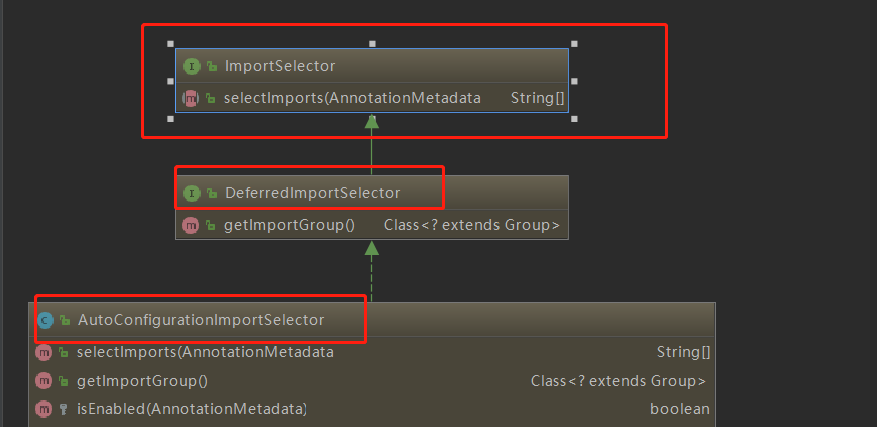 ImportSelector
selectImports(AnnotationMetadata String[]
DeferredImportSelector
getImportGroup() Class<? extends Group>
AutoConfigurationImportSelector
selectImports(AnnotationMetadata String[]
getImportGroup() Class<? extends Group>
isEnabled(AnnotationMetadata) boolean